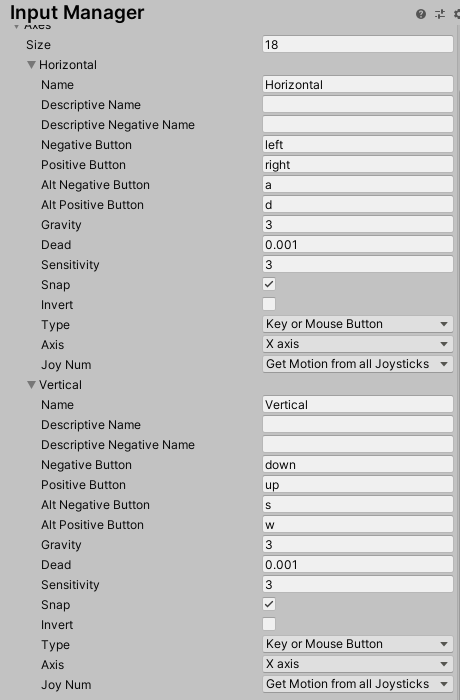 Input Manager
Axes
Size 18
Horizontal
Name Horizontal
Descriptive Name
Descriptive Negative Name
Negative Button left
Positive Button right
Alt Negative Button a
Alt Positive Button d
Gravity 3
Dead 0.001
Sensitivity 3
Snap
Invert
Type Key or Mouse Button
Axis X axis
Joy Num Get Motion from all Joysticks
Vertical
Name Vertical
Descriptive Name
Descriptive Negative Name
Negative Button down
Positive Button up
Alt Negative Button s
Alt Positive Button w
Gravity 3
Dead 0.001
Sensitivity 3
Snap
Invert
Type Key or Mouse Button
Axis X axis
Joy Num Get Motion from all Joysticks